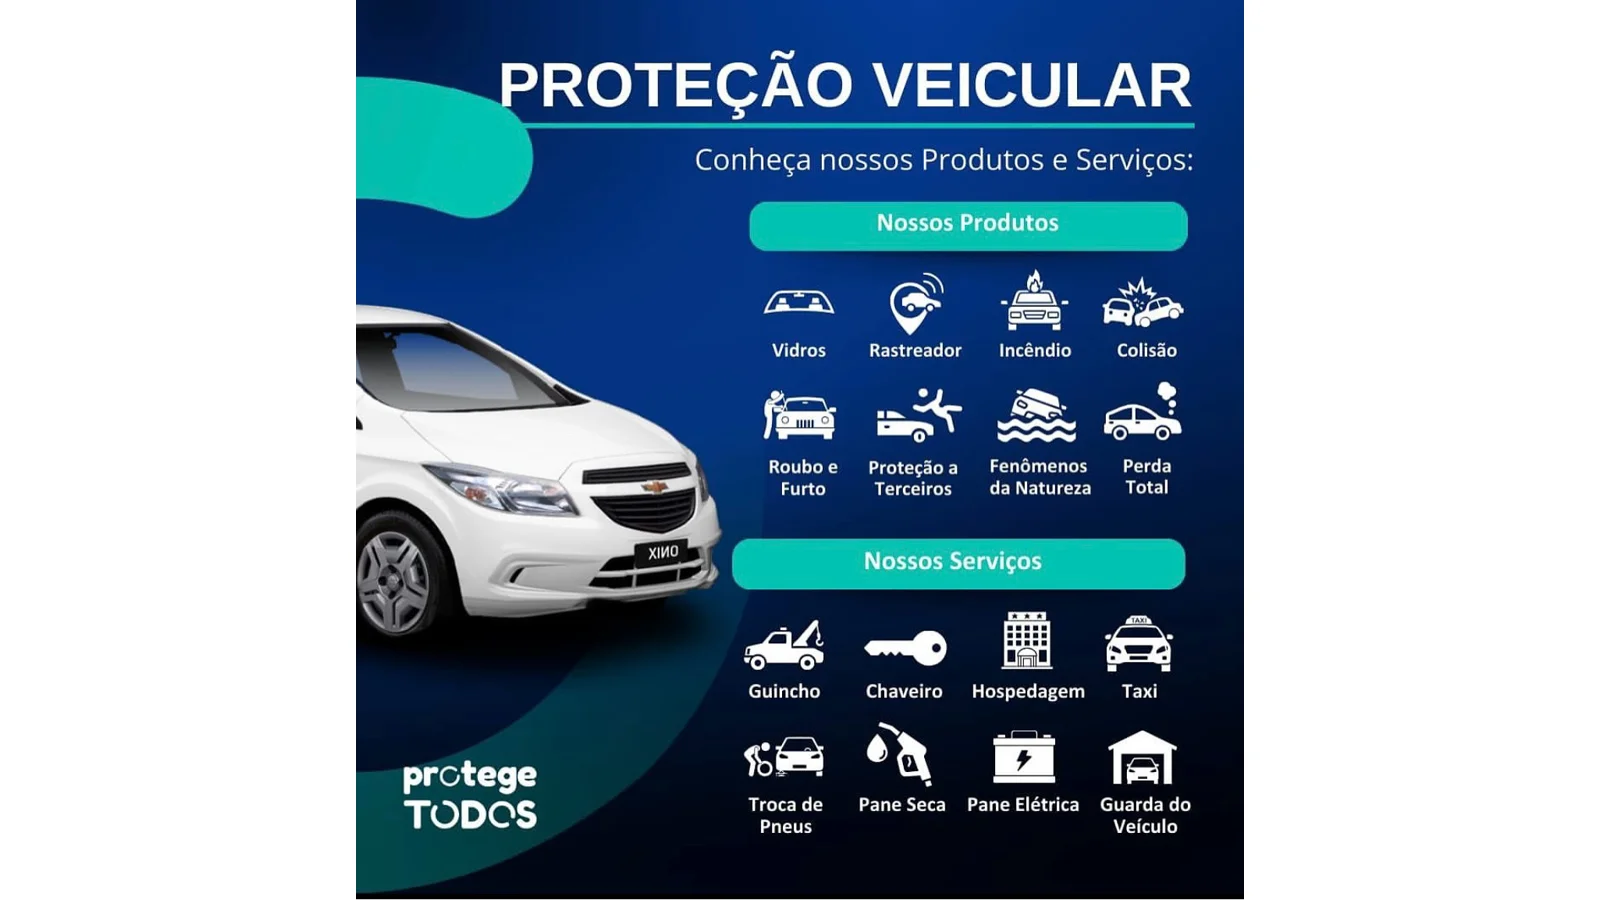 PROTEÇÃO VEICULAR
Conheça nossos Produtos e Serviços:
Nossos Produtos
Vidros
Rastreador
Incêndio
Colisão
Roubo e
Furto
Proteção a
Terceiros
Fenômenos
da Natureza
Perda
Total
ONIX
Nossos Serviços
TAXI
Guincho
Chaveiro
Hospedagem
Taxi
Troca de
Pneus
Pane Seca
Pane Elétrica
Guarda do
Veículo
protege
TODOS